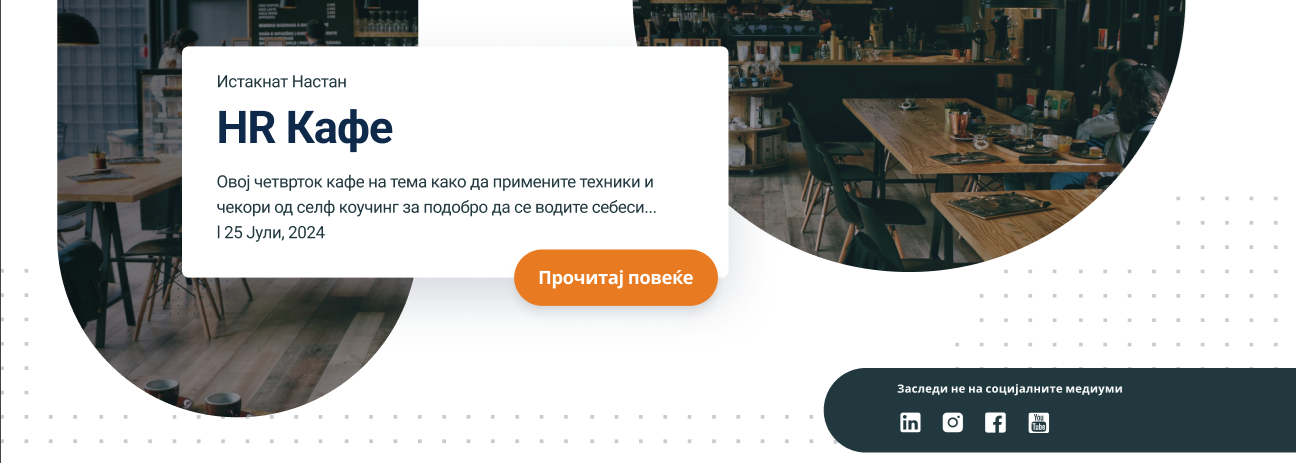 Истакнат Настан
HR Кафе
Овој четврток кафе на тема како да примените техники и
чекори од селф коучинг за подобро да се водите себеси...
| 25 Јули, 2024
Прочитај повеќе
Заследи не на социјалните медиуми
in
You
Tube